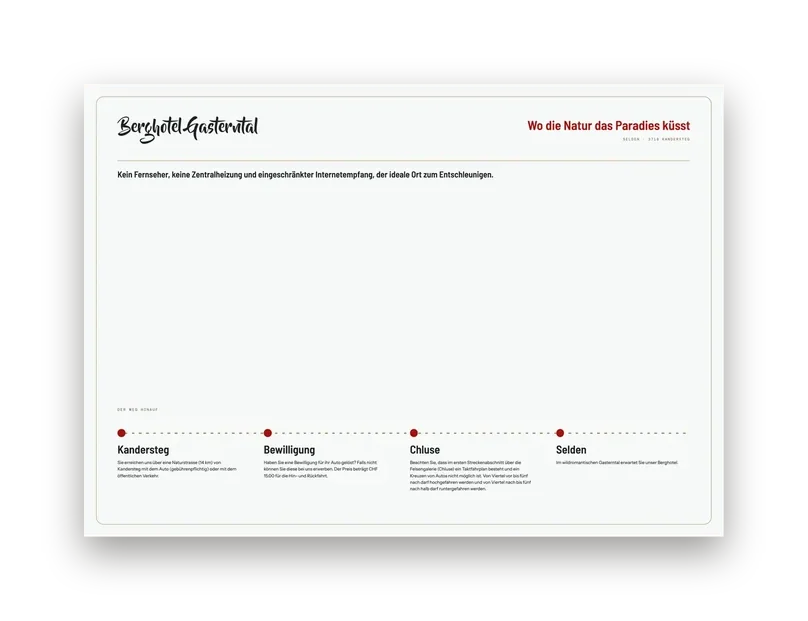 Berghotel Gasterntal
Wo die Natur das Paradies küsst
SELDEN · 3718 KANDERSTEG
Kein Fernseher, keine Zentralheizung und eingeschränkter Internetempfang, der ideale Ort zum Entschleunigen.
DER WEG HINAUF
Kandersteg
Sie erreichen uns über eine Naturstrasse (14 km) von
Kandersteg mit dem Auto (gebührenpflichtig) oder mit dem
öffentlichen Verkehr.
Bewilligung
Haben Sie eine Bewilligung für Ihr Auto gelöst? Falls nicht
können Sie diese bei uns erwerben. Der Preis beträgt CHF
15.00 für die Hin- und Rückfahrt.
Chluse
Beachten Sie, dass im ersten Streckenabschnitt über die
Felsengalerie (Chluse) ein Taktfahrplan besteht und ein
Kreuzen von Autos nicht möglich ist. Von Viertel vor bis fünf
nach darf hochgefahren werden und von Viertel nach bis fünf
nach halb darf runtergefahren werden.
Selden
Im wildromantischen Gasterntal erwartet Sie unser Berghotel.